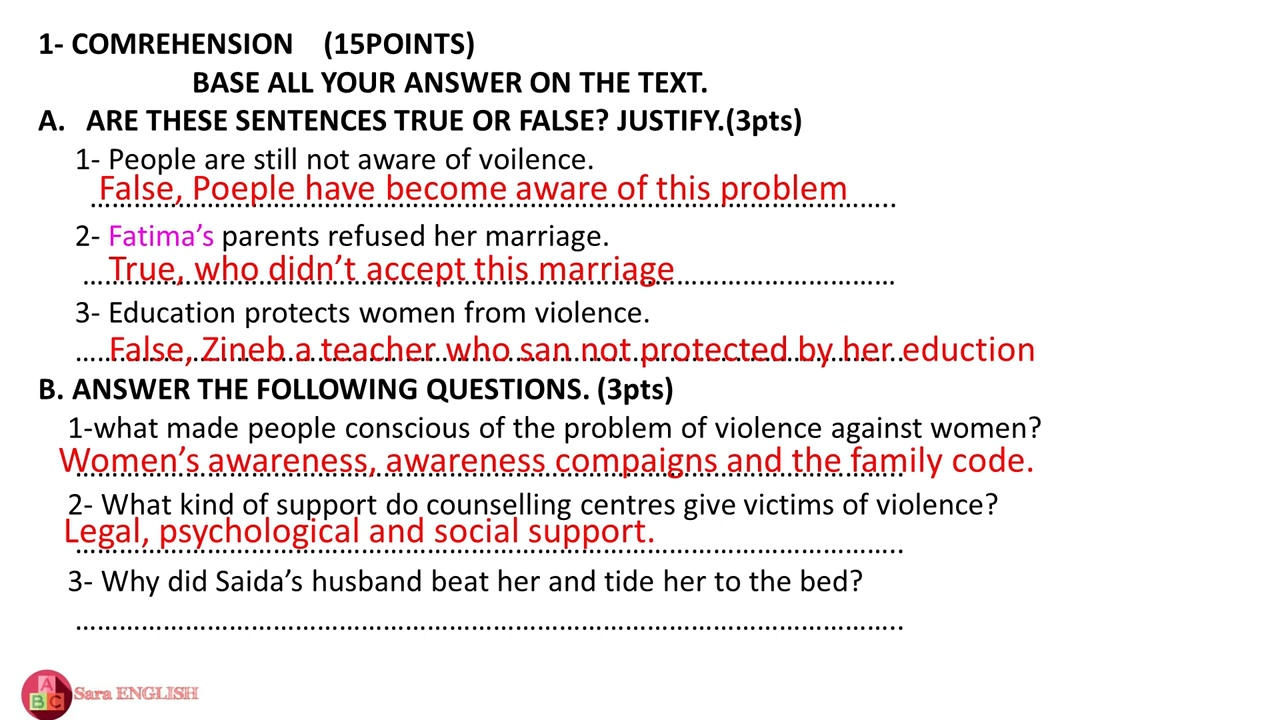 1- COMREHENSION (15POINTS)
BASE ALL YOUR ANSWER ON THE TEXT.
A. ARE THESE SENTENCES TRUE OR FALSE? JUSTIFY.(3pts)
1- People are still not aware of voilence.
False, Poeple have become aware of this problem
2- Fatima's parents refused her marriage.
True, who didn't accept this marriage
3- Education protects women from violence.
False, Zineb a teacher who san not protected by her eduction
B. ANSWER THE FOLLOWING QUESTIONS. (3pts)
1-what made people conscious of the problem of violence against women?
Women's awareness, awareness compaigns and the family code.
2- What kind of support do counselling centres give victims of violence?
Legal, psychological and social support.
3- Why did Saida's husband beat her and tide her to the bed?
ABC Sara ENGLISH